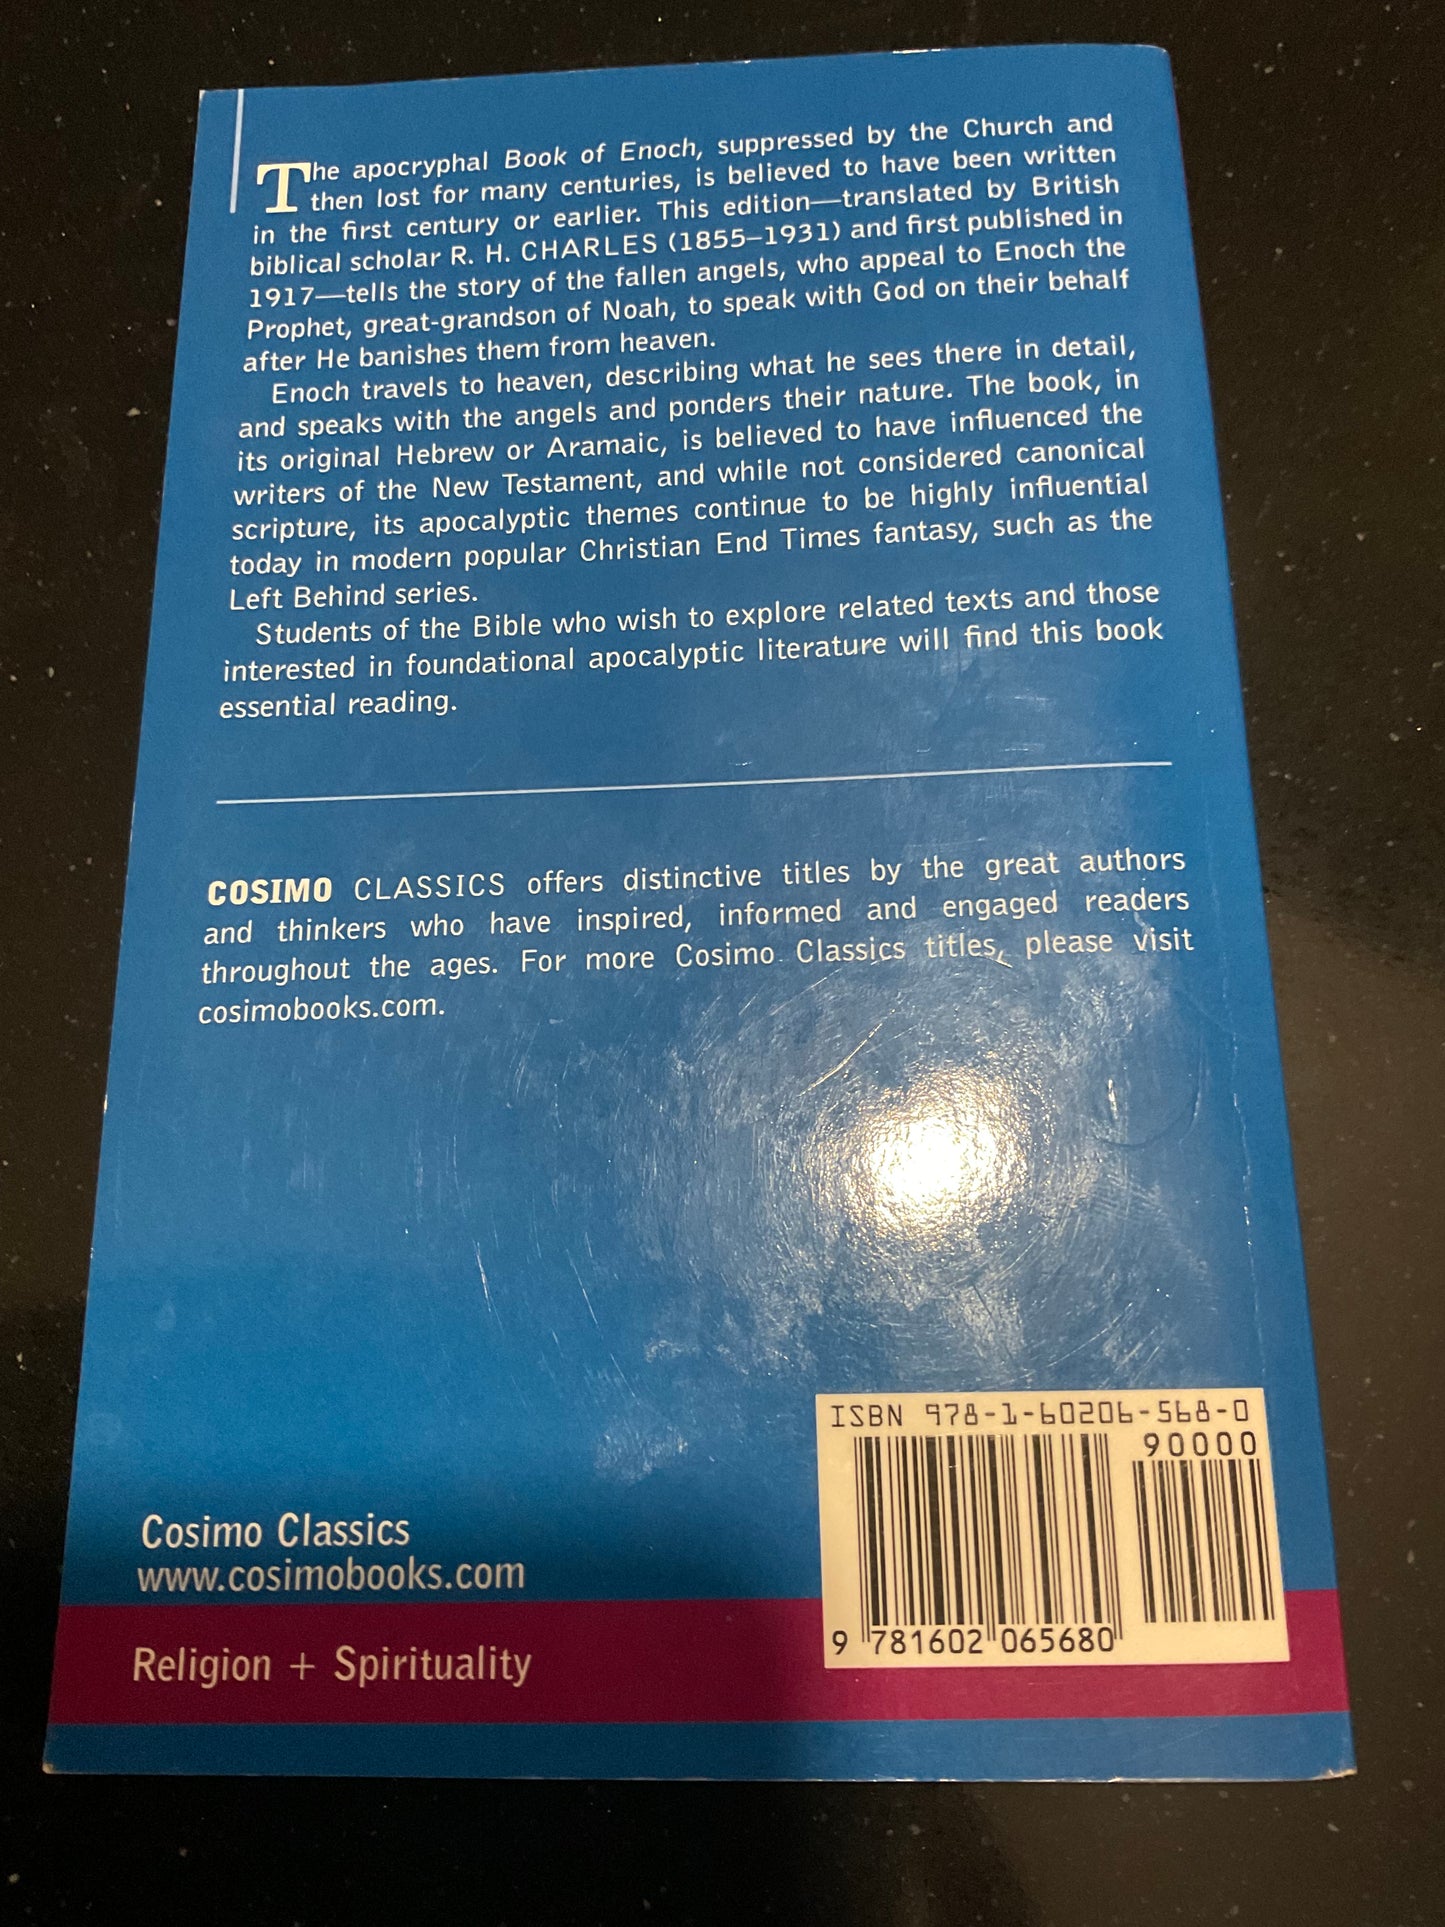 The apocryphal Book of Enoch, suppressed by the Church and
then lost for many centuries, is believed to have been written
in the first century or earlier. This edition—translated by British
biblical scholar R. H. CHARLES (1855–1931) and first published in
1917—tells the story of the fallen angels, who appeal to Enoch the
Prophet, great-grandson of Noah, to speak with God on their behalf
after He banishes them from heaven.
Enoch travels to heaven, describing what he sees there in detail,
and speaks with the angels and ponders their nature. The book, in
its original Hebrew or Aramaic, is believed to have influenced the
writers of the New Testament, and while not considered canonical
scripture, its apocalyptic themes continue to be highly influential
today in modern popular Christian End Times fantasy, such as the
Left Behind series.
Students of the Bible who wish to explore related texts and those
interested in foundational apocalyptic literature will find this book
essential reading.
COSIMO CLASSICS offers distinctive titles by the great authors
and thinkers who have inspired, informed and engaged readers
throughout the ages. For more Cosimo Classics titles, please visit
cosimobooks.com.
ISBN 978-1-60206-568-0
90000
9 781602 065680
Cosimo Classics
www.cosimobooks.com
Religion + Spirituality